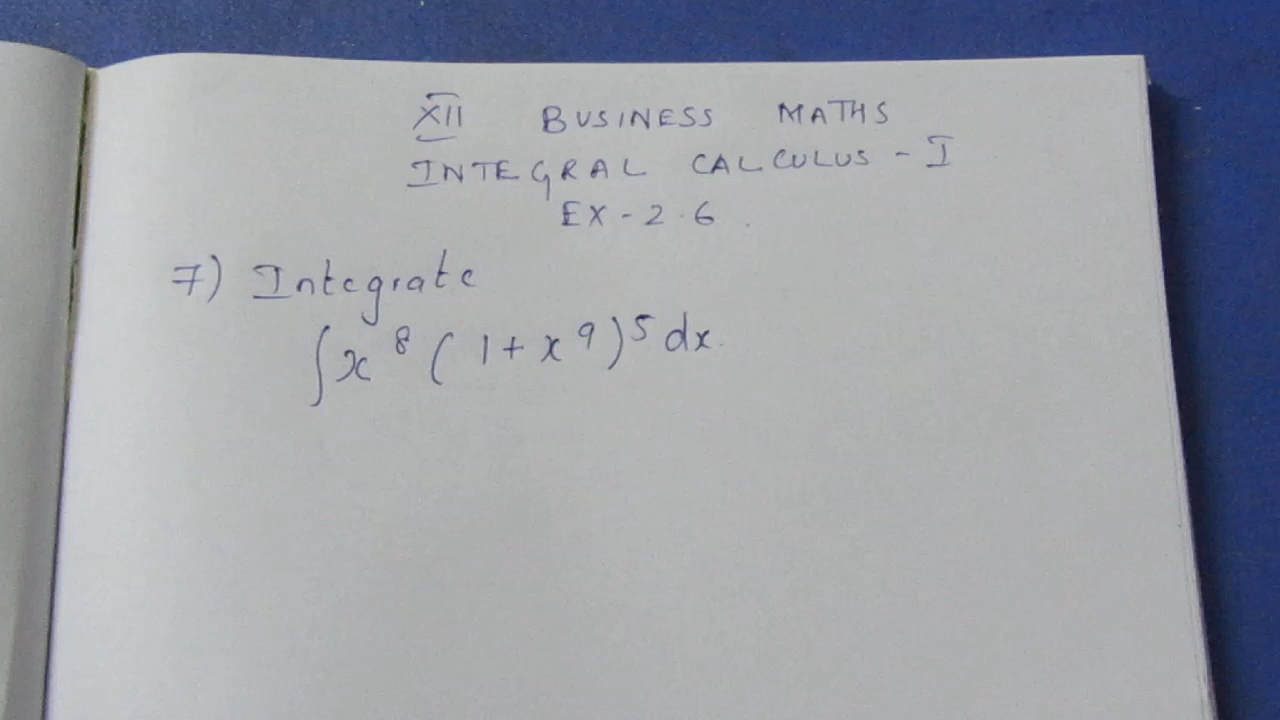 XII BUSINESS MATHS
INTEGRAL CALCULUS - I
EX - 2.6.
7) Integrate
∫x⁸ (1+x⁹)⁵ dx.